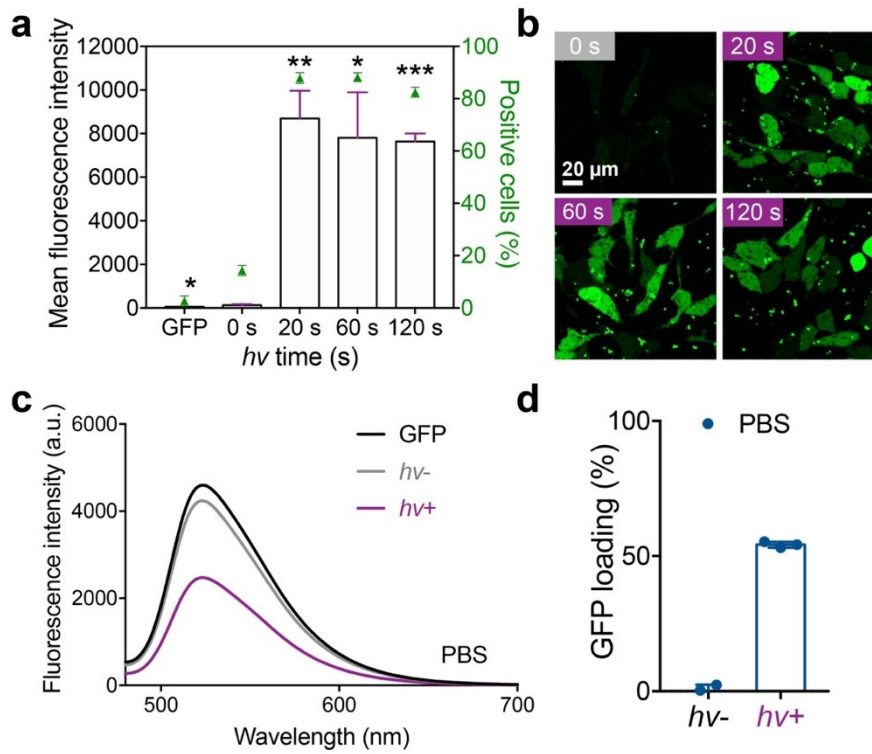 a
Mean fluorescence intensity
12000
10000
8000
6000
4000
2000
0
100
80
60
40
20
0
Positive cells (%)
*
**
*
***
GFP 0 s 20 s 60 s 120 s
hv time (s)
b
0 s
20 s
20 µm
60 s
120 s
c
Fluorescence intensity (a.u.)
6000
4000
2000
0
GFP
hv-
hv+
PBS
500 600 700
Wavelength (nm)
d
GFP loading (%)
100
50
0
PBS
hv- hv+